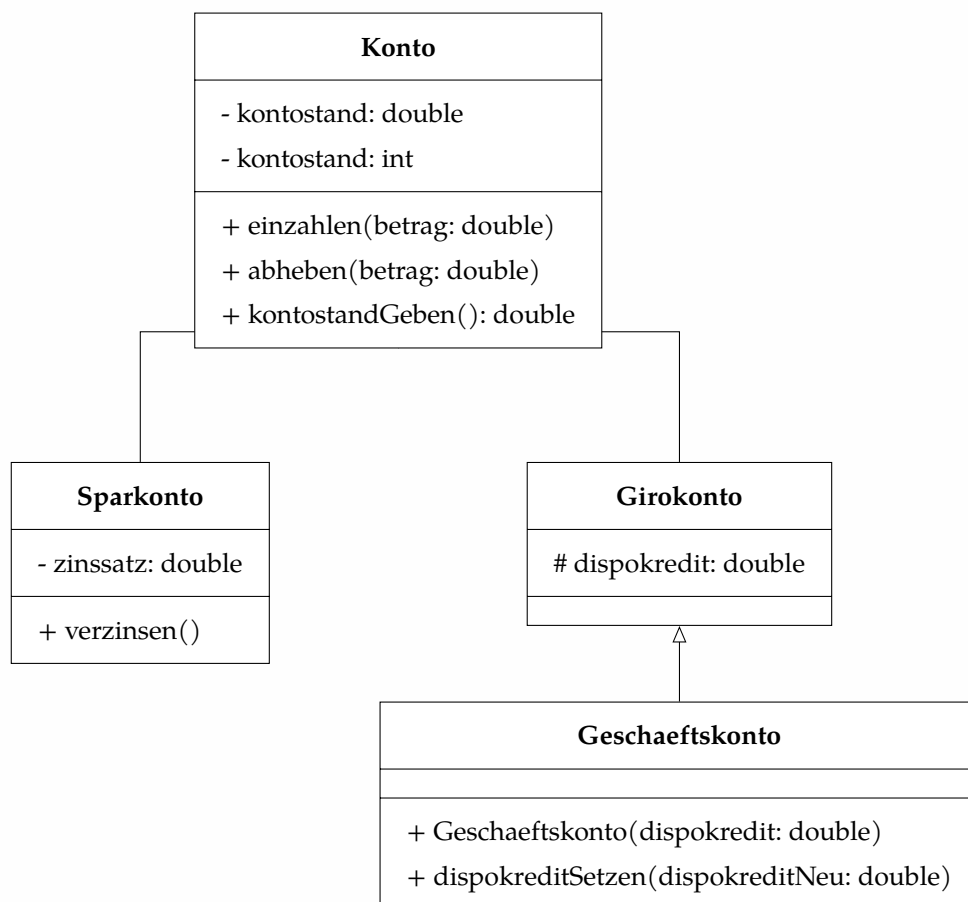 Konto
- kontostand: double
- kontostand: int
+ einzahlen(betrag: double)
+ abheben(betrag: double)
+ kontostandGeben(): double
Sparkonto
- zinssatz: double
+ verzinsen()
Girokonto
# dispokredit: double
Geschaeftskonto
+ Geschaeftskonto(dispokredit: double)
+ dispokreditSetzen(dispokreditNeu: double)